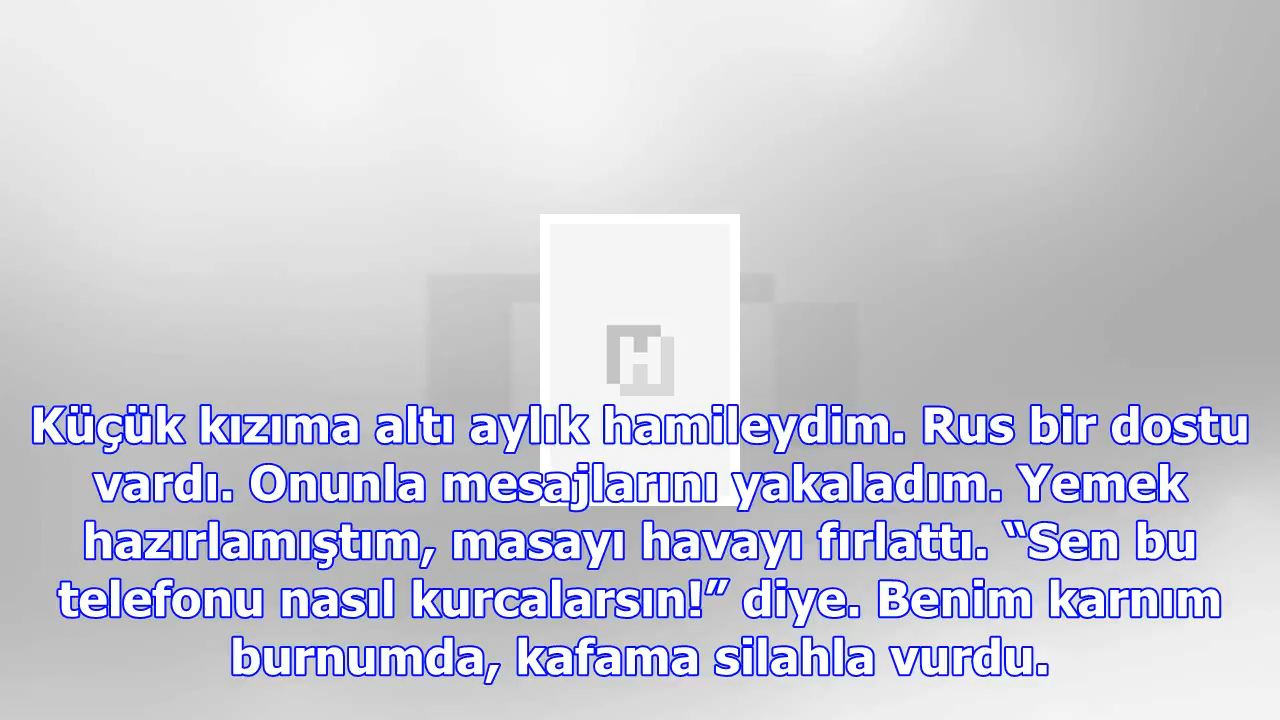 Küçük kızıma altı aylık hamileydim. Rus bir dostu
vardı. Onunla mesajlarını yakaladım. Yemek
hazırlamıştım, masayı havayı fırlattı. “Sen bu
telefonu nasıl kurcalarsın!” diye. Benim karnım
burnumda, kafama silahla vurdu.